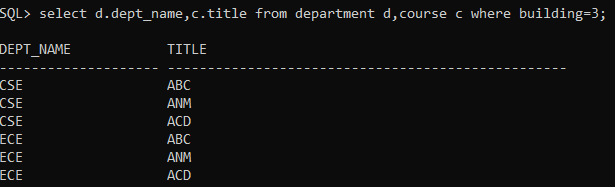 SQL> select d.dept_name,c.title from department d,course c where building=3;
DEPT_NAME TITLE
-------------------- --------------------------------------------------
CSE ABC
CSE ANM
CSE ACD
ECE ABC
ECE ANM
ECE ACD